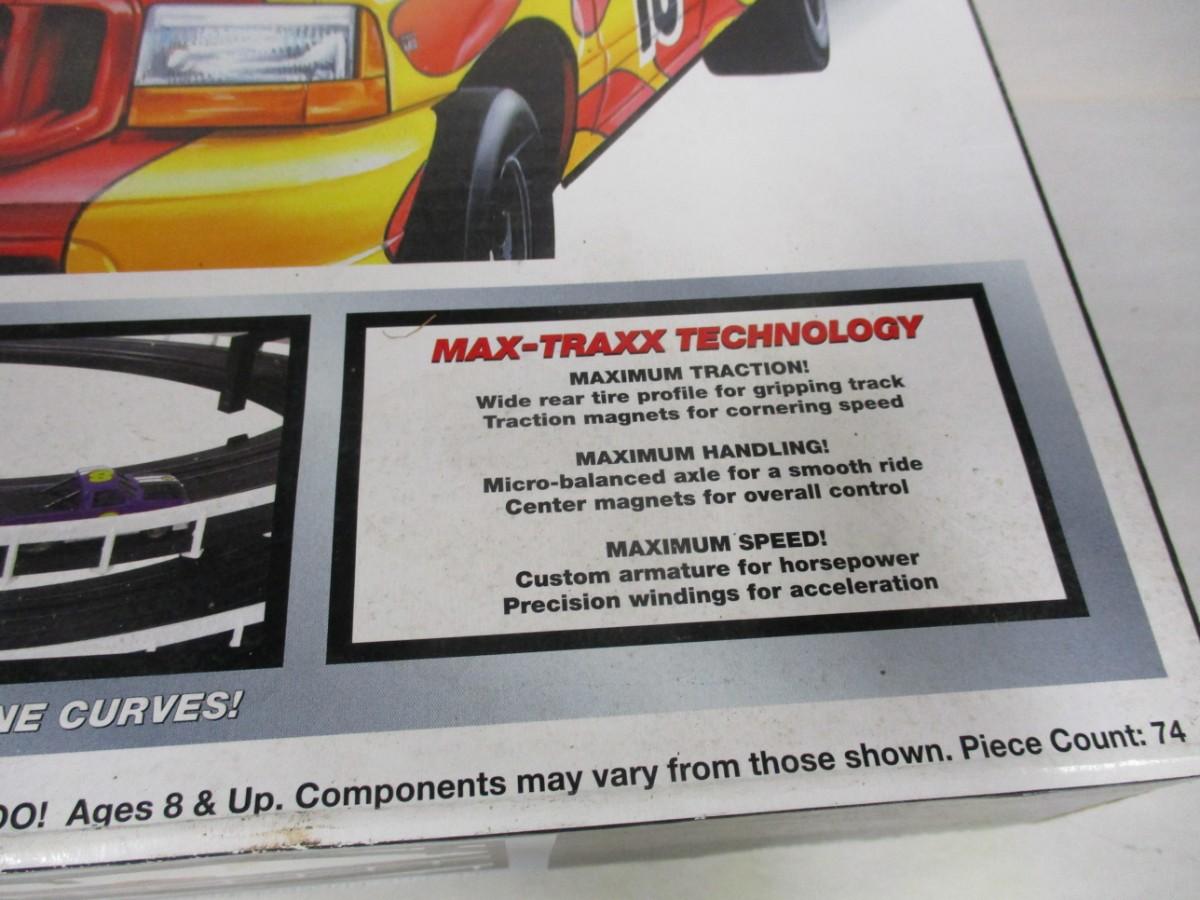 MAX-TRAXX TECHNOLOGY
MAXIMUM TRACTION!
Wide rear tire profile for gripping track
Traction magnets for cornering speed
MAXIMUM HANDLING!
Micro-balanced axle for a smooth ride
Center magnets for overall control
MAXIMUM SPEED!
Custom armature for horsepower
Precision windings for acceleration
CURVES!
Ages 8 & Up. Components may vary from those shown. Piece Count: 74